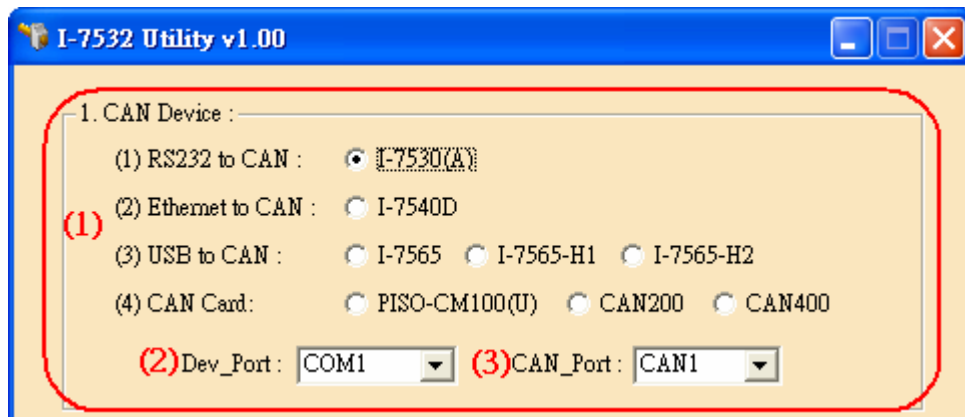 I-7532 Utility v1.00
1. CAN Device :
(1) RS232 to CAN : I-7530(A)
(1)
(2) Ethernet to CAN : I-7540D
(3) USB to CAN : I-7565 I-7565-H1 I-7565-H2
(4) CAN Card: PISO-CM100(U) CAN200 CAN400
(2) Dev_Port : COM1 (3) CAN_Port : CAN1